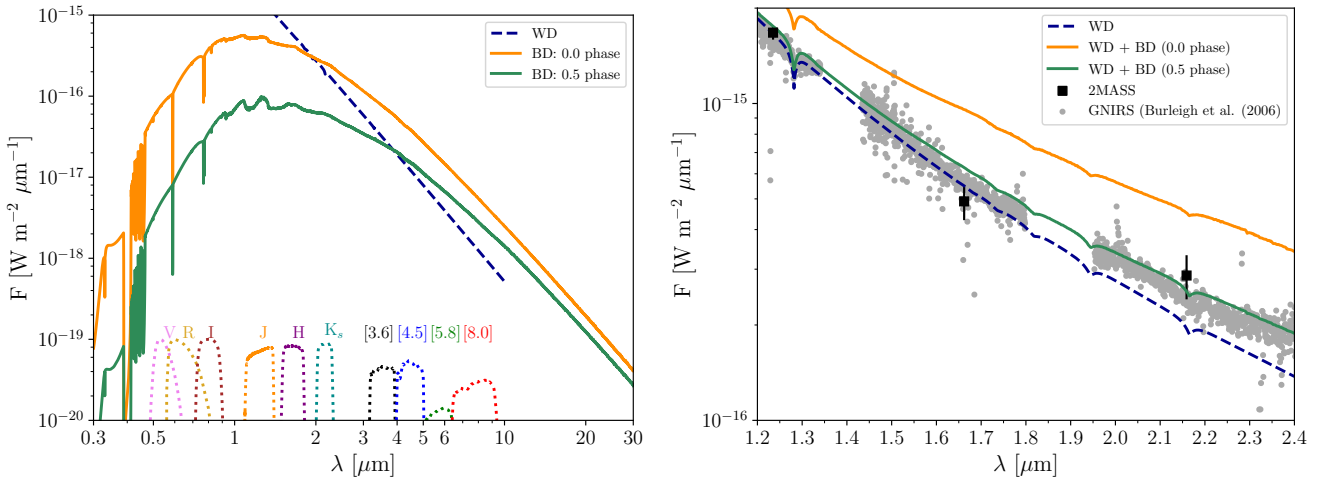 10⁻¹⁵
10⁻¹⁶
10⁻¹⁷
10⁻¹⁸
10⁻¹⁹
10⁻²⁰
F [W m⁻² μm⁻¹]
WD
BD: 0.0 phase
BD: 0.5 phase
V R I J H Kₛ [3.6] [4.5] [5.8] [8.0]
0.3 0.5 1 2 3 4 5 6 10 20 30
λ [μm]
10⁻¹⁵
10⁻¹⁶
F [W m⁻² μm⁻¹]
WD
WD + BD (0.0 phase)
WD + BD (0.5 phase)
2MASS
GNIRS (Burleigh et al. (2006)
1.2 1.3 1.4 1.5 1.6 1.7 1.8 1.9 2.0 2.1 2.2 2.3 2.4
λ [μm]